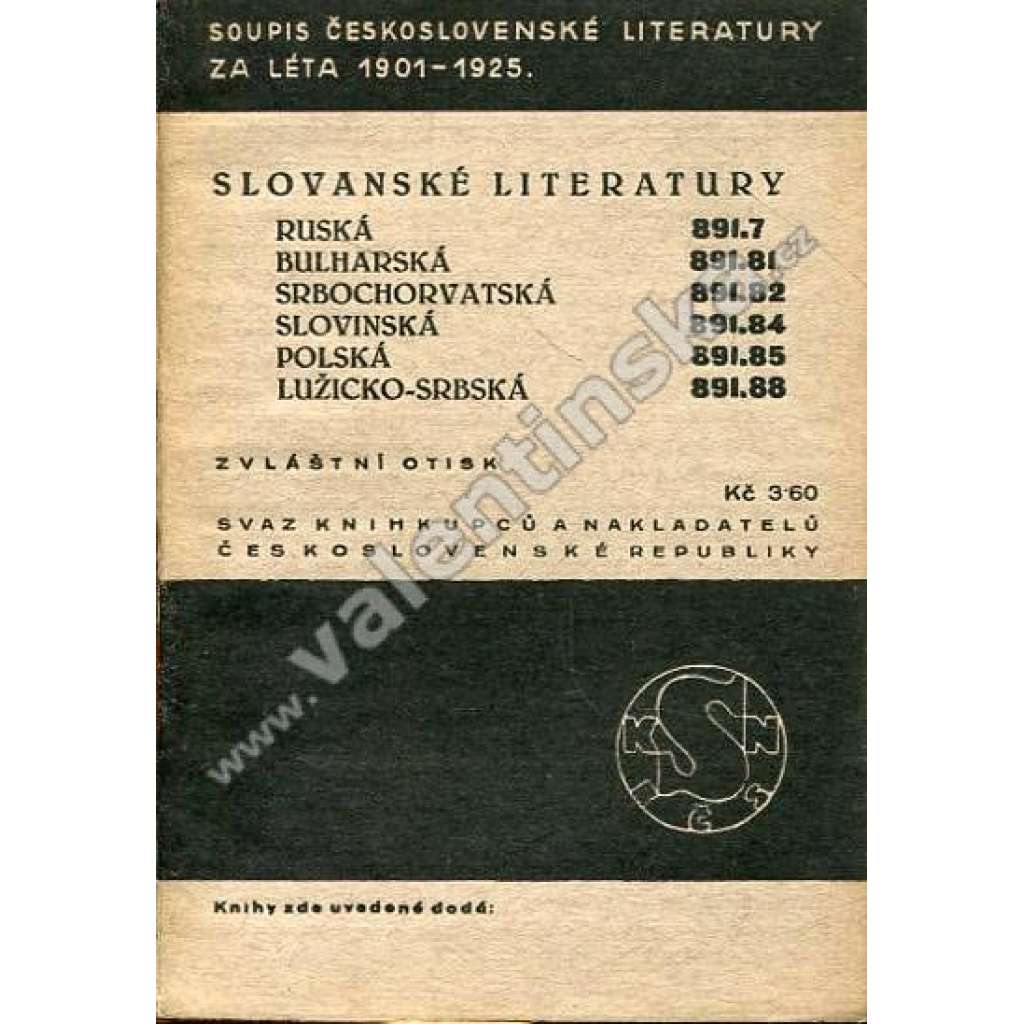 SOUPIS ČESKOSLOVENSKÉ LITERATURY
ZA LÉTA 1901-1925.
SLOVANSKÉ LITERATURY
RUSKÁ 891.7
BULHARSKÁ 891.81
SRBOCHORVATSKÁ 891.82
SLOVINSKÁ 891.84
POLSKÁ 891.85
LUŽICKO-SRBSKÁ 891.88
ZVLÁŠTNÍ OTISK
Kč 3·60
SVAZ KNIHKUPCŮ A NAKLADATELŮ
ČESKOSLOVENSKÉ REPUBLIKY
K S N
Č S
Knihy zde uvedené dodá:
www.valentinska.cz